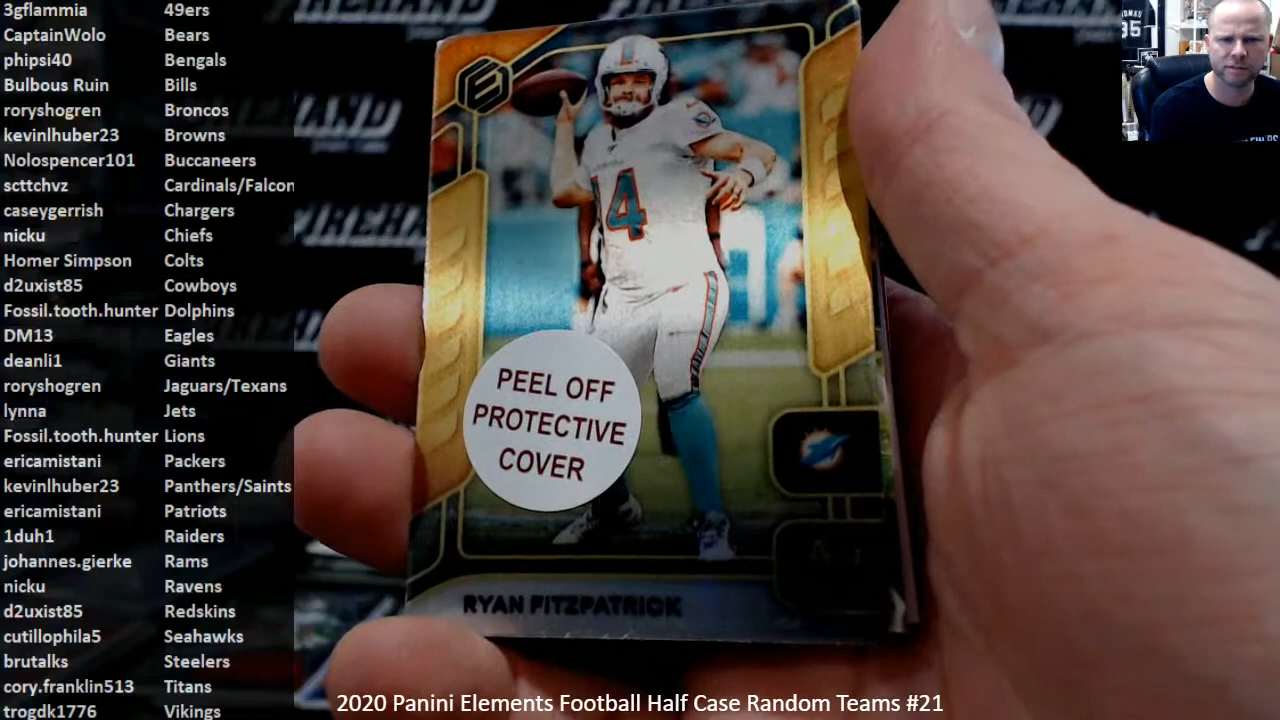 3gflammia 49ers
CaptainWolo Bears
phipsi40 Bengals
Bulbous Ruin Bills
roryshogren Broncos
kevinlhuber23 Browns
Nolospencer101 Buccaneers
scttchvz Cardinals/Falcon
caseygerrish Chargers
nicku Chiefs
Homer Simpson Colts
d2uxist85 Cowboys
Fossil.tooth.hunter Dolphins
DM13 Eagles
deanli1 Giants
roryshogren Jaguars/Texans
lynna Jets
Fossil.tooth.hunter Lions
ericamistani Packers
kevinlhuber23 Panthers/Saints
ericamistani Patriots
1duh1 Raiders
johannes.gierke Rams
nicku Ravens
d2uxist85 Redskins
cutillophila5 Seahawks
brutalks Steelers
cory.franklin513 Titans
trogdk1776 Vikings
E
14
PEEL OFF
PROTECTIVE
COVER
RYAN FITZPATRICK
2020 Panini Elements Football Half Case Random Teams #21